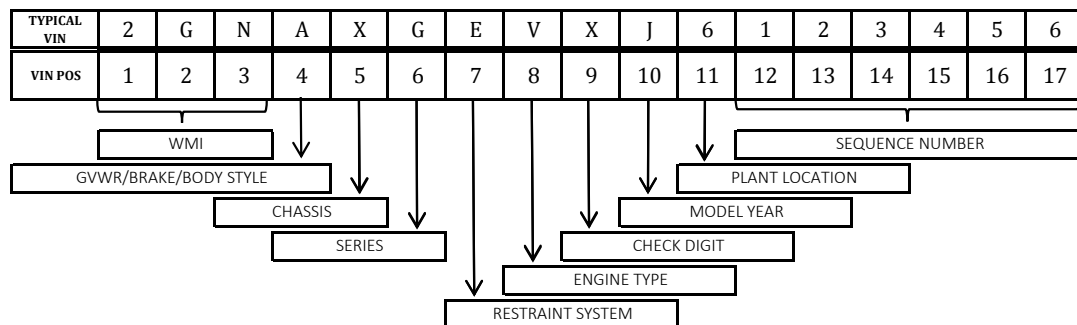 TYPICAL VIN 2 G N A X G E V X J 6 1 2 3 4 5 6
VIN POS 1 2 3 4 5 6 7 8 9 10 11 12 13 14 15 16 17
WMI SEQUENCE NUMBER
GVWR/BRAKE/BODY STYLE PLANT LOCATION
CHASSIS MODEL YEAR
SERIES CHECK DIGIT
ENGINE TYPE
RESTRAINT SYSTEM